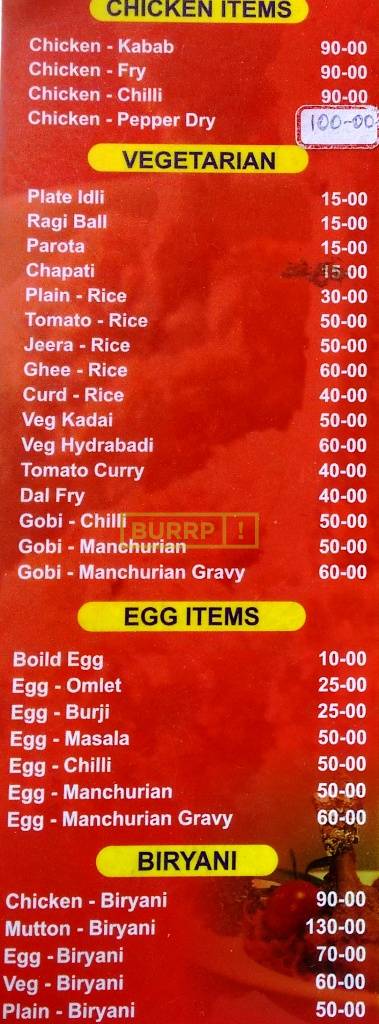 CHICKEN ITEMS
Chicken - Kabab 90-00
Chicken - Fry 90-00
Chicken - Chilli 90-00
Chicken - Pepper Dry 100-00
VEGETARIAN
Plate Idli 15-00
Ragi Ball 15-00
Parota 15-00
Chapati 15-00
Plain - Rice 30-00
Tomato - Rice 50-00
Jeera - Rice 50-00
Ghee - Rice 60-00
Curd - Rice 40-00
Veg Kadai 50-00
Veg Hydrabadi 60-00
Tomato Curry 40-00
Dal Fry 40-00
Gobi - Chilli 50-00
BURRP!
Gobi - Manchurian 50-00
Gobi - Manchurian Gravy 60-00
EGG ITEMS
Boild Egg 10-00
Egg - Omlet 25-00
Egg - Burji 25-00
Egg - Masala 50-00
Egg - Chilli 50-00
Egg - Manchurian 50-00
Egg - Manchurian Gravy 60-00
BIRYANI
Chicken - Biryani 90-00
Mutton - Biryani 130-00
Egg - Biryani 70-00
Veg - Biryani 60-00
Plain - Biryani 50-00